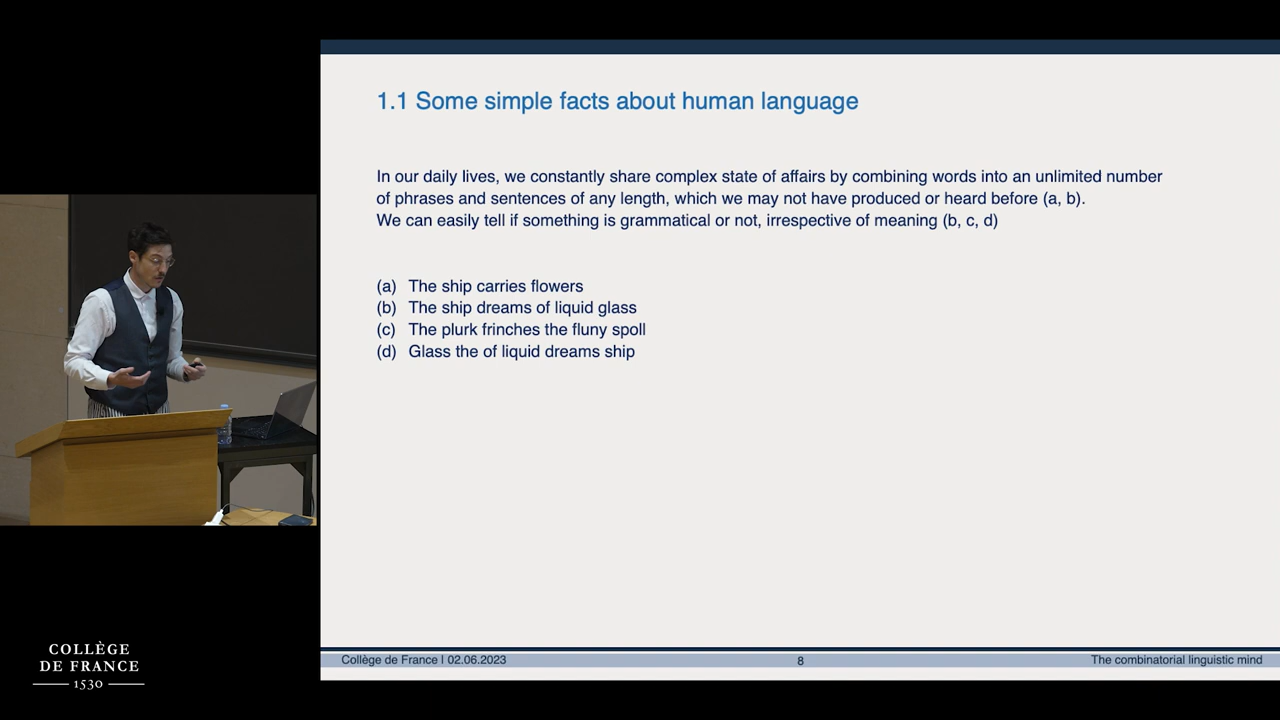 1.1 Some simple facts about human language
In our daily lives, we constantly share complex state of affairs by combining words into an unlimited number
of phrases and sentences of any length, which we may not have produced or heard before (a, b).
We can easily tell if something is grammatical or not, irrespective of meaning (b, c, d)
(a) The ship carries flowers
(b) The ship dreams of liquid glass
(c) The plurk frinches the fluny spoll
(d) Glass the of liquid dreams ship
Collège de France I 02.06.2023
8
The combinatorial linguistic mind
COLLÈGE
DE FRANCE
1530